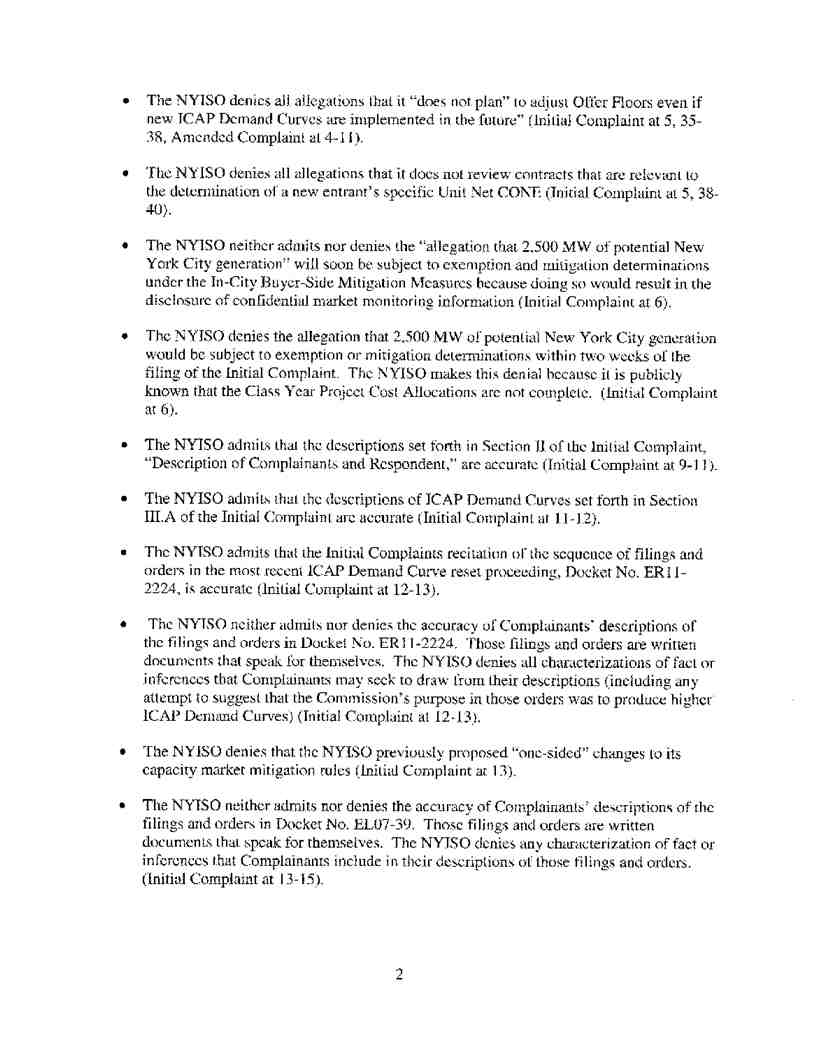 • The NYISO denies all allegations that it “does not plan” to adjust Offer Floors even if
new ICAP Demand Curves are implemented in the future” (Initial Complaint at 5, 35-
38, Amended Complaint at 4-11).
• The NYISO denies all allegations that it does not review contracts that are relevant to
the determination of a new entrant’s specific Unit Net CONE (Initial Complaint at 5, 38-
40).
• The NYISO neither admits nor denies the “allegation that 2,500 MW of potential New
York City generation” will soon be subject to exemption and mitigation determinations
under the In-City Buyer-Side Mitigation Measures because doing so would result in the
disclosure of confidential market monitoring information (Initial Complaint at 6).
• The NYISO denies the allegation that 2,500 MW of potential New York City generation
would be subject to exemption or mitigation determinations within two weeks of the
filing of the Initial Complaint. The NYISO makes this denial because it is publicly
known that the Class Year Project Cost Allocations are not complete. (Initial Complaint
at 6).
• The NYISO admits that the descriptions set forth in Section II of the Initial Complaint,
“Description of Complainants and Respondent,” are accurate (Initial Complaint at 9-11).
• The NYISO admits that the descriptions of ICAP Demand Curves set forth in Section
III.A of the Initial Complaint are accurate (Initial Complaint at 11-12).
• The NYISO admits that the Initial Complaints recitation of the sequence of filings and
orders in the most recent ICAP Demand Curve reset proceeding, Docket No. ER11-
2224, is accurate (Initial Complaint at 12-13).
• The NYISO neither admits nor denies the accuracy of Complainants’ descriptions of
the filings and orders in Docket No. ER11-2224. Those filings and orders are written
documents that speak for themselves. The NYISO denies all characterizations of fact or
inferences that Complainants may seek to draw from their descriptions (including any
attempt to suggest that the Commission’s purpose in those orders was to produce higher
ICAP Demand Curves) (Initial Complaint at 12-13).
• The NYISO denies that the NYISO previously proposed “one-sided” changes to its
capacity market mitigation rules (Initial Complaint at 13).
• The NYISO neither admits nor denies the accuracy of Complainants’ descriptions of the
filings and orders in Docket No. EL07-39. Those filings and orders are written
documents that speak for themselves. The NYISO denies any characterization of fact or
inferences that Complainants include in their descriptions of those filings and orders.
(Initial Complaint at 13-15).
2